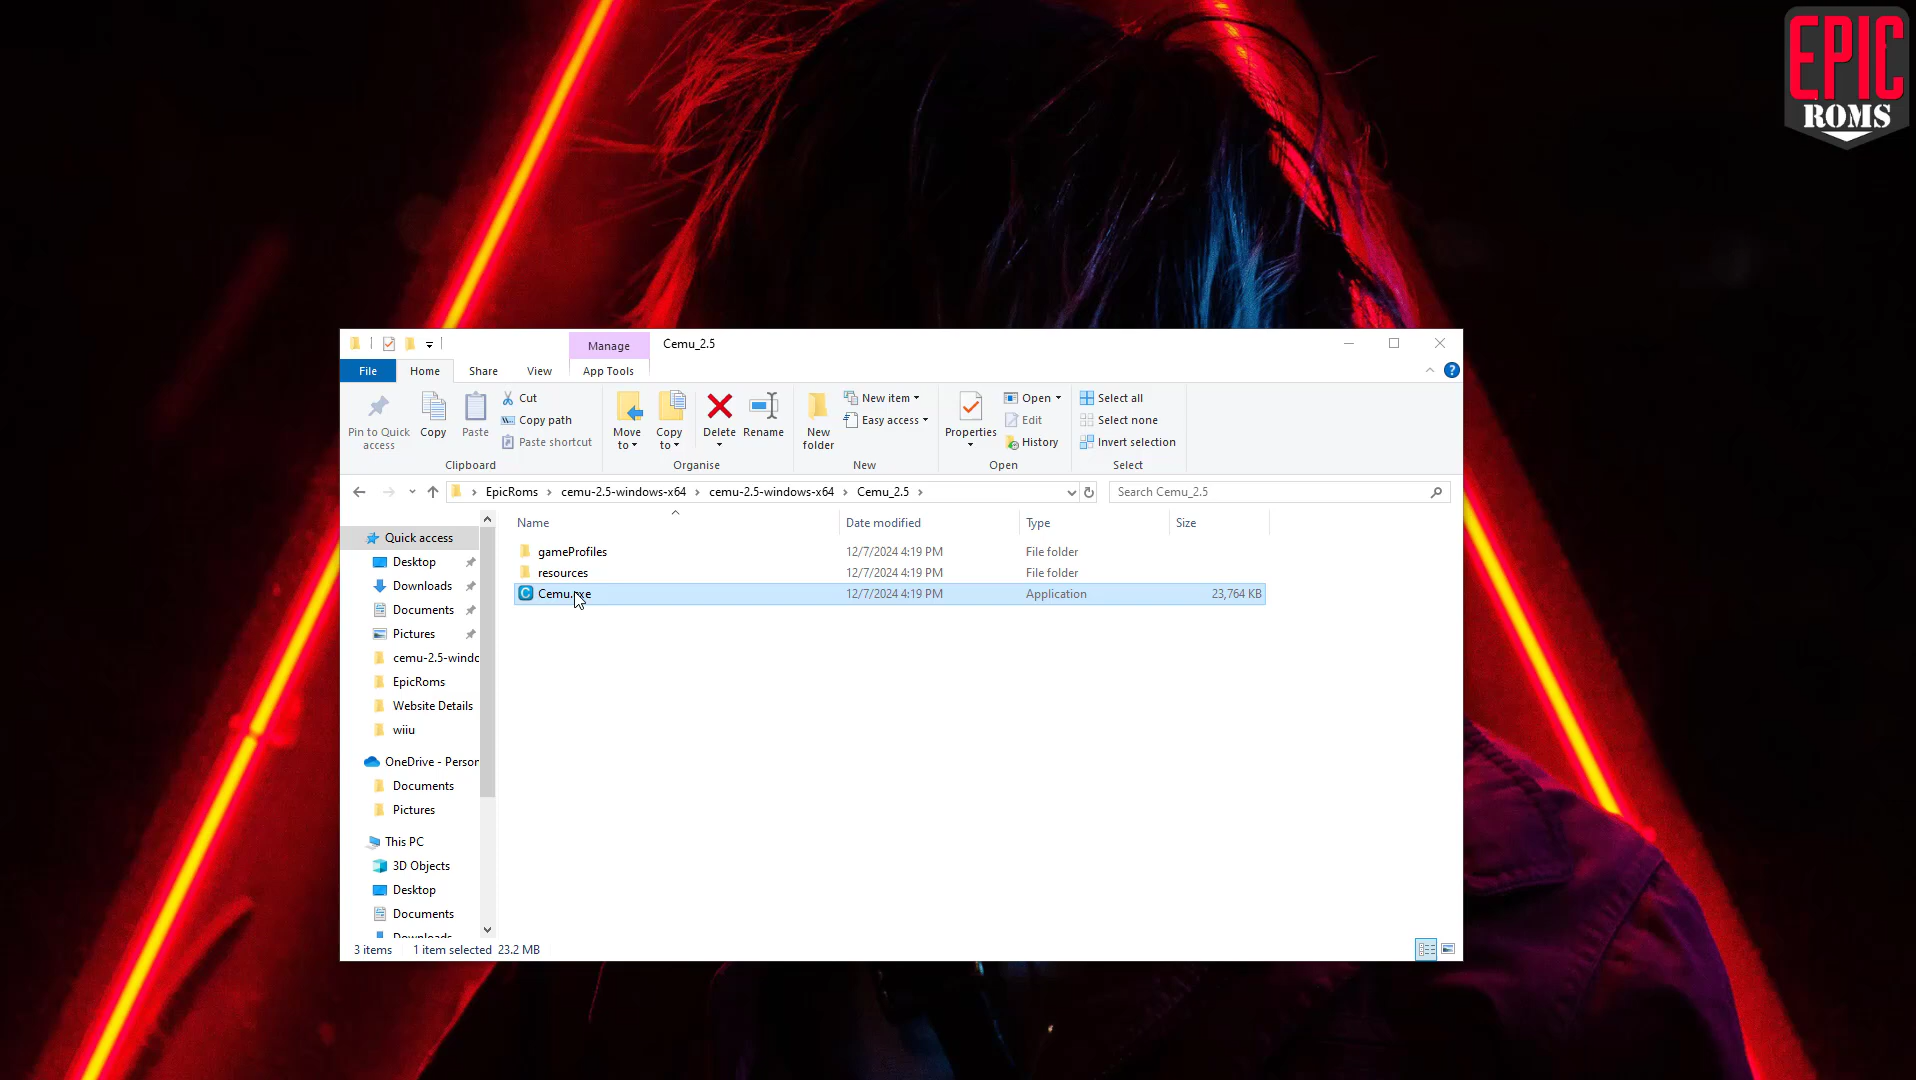 EPIC
ROMS
Manage
Cemu_2.5
File
Home
Share
View
App Tools
Pin to Quick
access
Copy
Paste
Cut
Copy path
Paste shortcut
Clipboard
Move
to
Copy
to
Delete
Rename
Organise
New
folder
New item
Easy access
New
Properties
Open
Edit
History
Open
Select all
Select none
Invert selection
Select
EpicRoms > cemu-2.5-windows-x64 > cemu-2.5-windows-x64 > Cemu_2.5 >
Search Cemu_2.5
Name Date modified Type Size
gameProfiles 12/7/2024 4:19 PM File folder
resources 12/7/2024 4:19 PM File folder
Cemu.exe 12/7/2024 4:19 PM Application 23,764 KB
Quick access
Desktop
Downloads
Documents
Pictures
cemu-2.5-windc
EpicRoms
Website Details
wiiu
OneDrive - Person
Documents
Pictures
This PC
3D Objects
Desktop
Documents
Downloads
3 items 1 item selected 23.2 MB